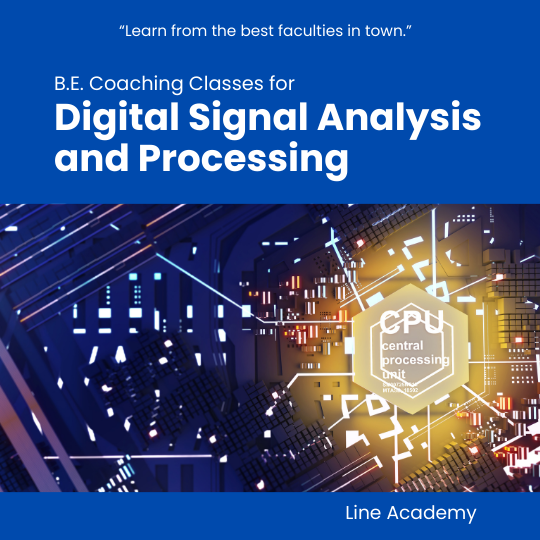 “Learn from the best faculties in town.”
B.E. Coaching Classes for
Digital Signal Analysis
and Processing
CPU
central
processing
unit
Line Academy